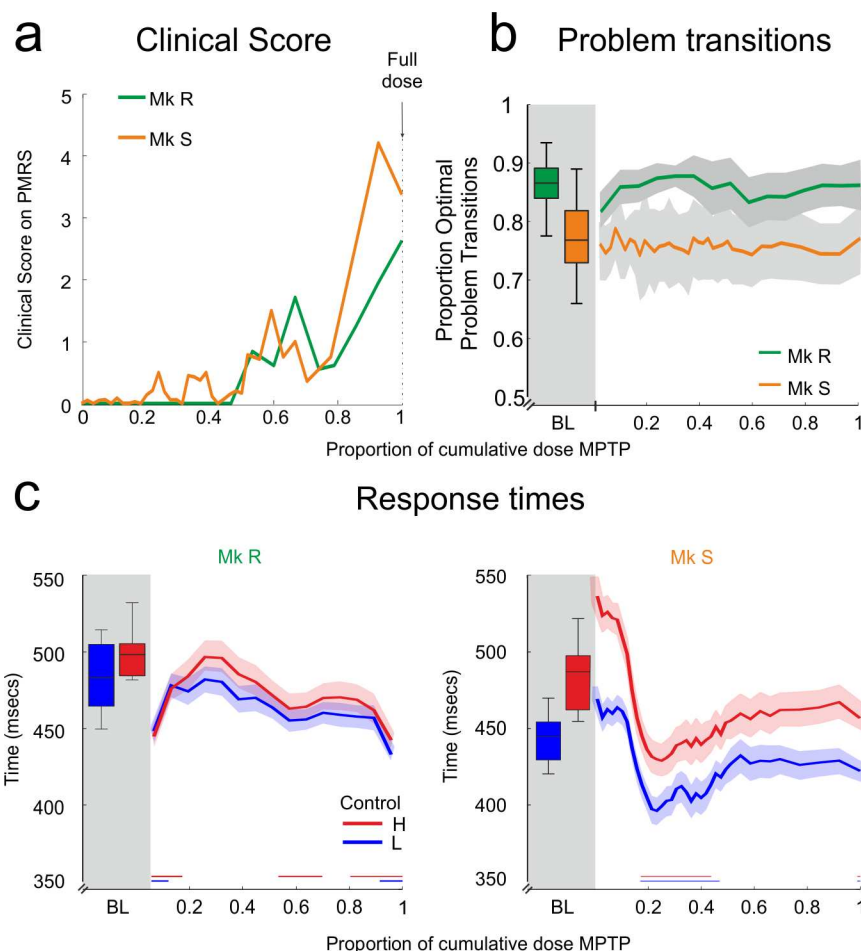 a
Clinical Score
Full
dose
5
4
3
2
1
0
Clinical Score on PMRS
Mk R
Mk S
0
0.2
0.4
0.6
0.8
1
b
Problem transitions
1
0.9
0.8
0.7
0.6
0.5
Proportion Optimal
Problem Transitions
Mk R
Mk S
BL
0.2
0.4
0.6
0.8
1
Proportion of cumulative dose MPTP
c
Response times
Mk R
550
500
450
400
350
Time (msecs)
Control
H
L
BL
0.2
0.4
0.6
0.8
1
Mk S
550
500
450
400
350
Time (msecs)
BL
0.2
0.4
0.6
0.8
1
Proportion of cumulative dose MPTP